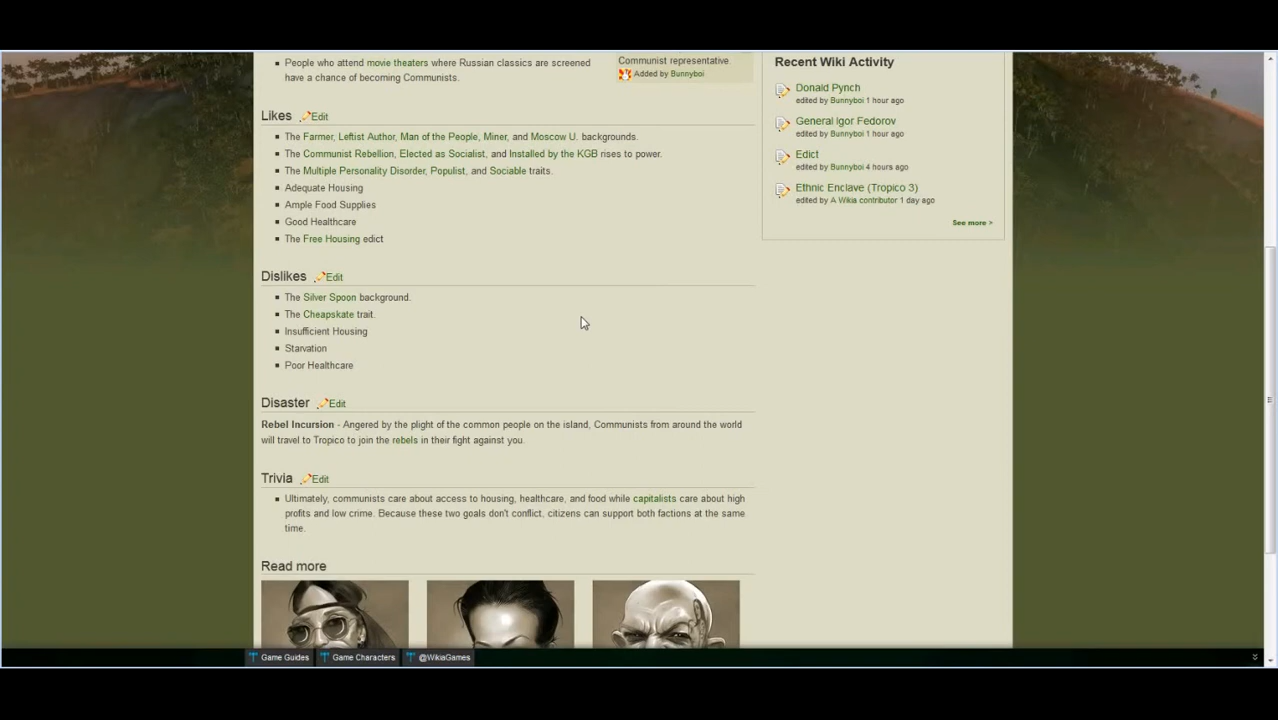 People who attend movie theaters where Russian classics are screened
have a chance of becoming Communists.
Communist representative.
Added by Bunnyboi
Likes Edit
The Farmer, Leftist Author, Man of the People, Miner, and Moscow U. backgrounds.
The Communist Rebellion, Elected as Socialist, and Installed by the KGB rises to power.
The Multiple Personality Disorder, Populist, and Sociable traits.
Adequate Housing
Ample Food Supplies
Good Healthcare
The Free Housing edict
Dislikes Edit
The Silver Spoon background.
The Cheapskate trait.
Insufficient Housing
Starvation
Poor Healthcare
Disaster Edit
Rebel Incursion - Angered by the plight of the common people on the island, Communists from around the world
will travel to Tropico to join the rebels in their fight against you.
Trivia Edit
Ultimately, communists care about access to housing, healthcare, and food while capitalists care about high
profits and low crime. Because these two goals don't conflict, citizens can support both factions at the same
time.
Read more
Recent Wiki Activity
Donald Pynch
edited by Bunnyboi 1 hour ago
General Igor Fedorov
edited by Bunnyboi 1 hour ago
Edict
edited by Bunnyboi 4 hours ago
Ethnic Enclave (Tropico 3)
edited by A Wikia contributor 1 day ago
See more >
Game Guides Game Characters @WikiaGames